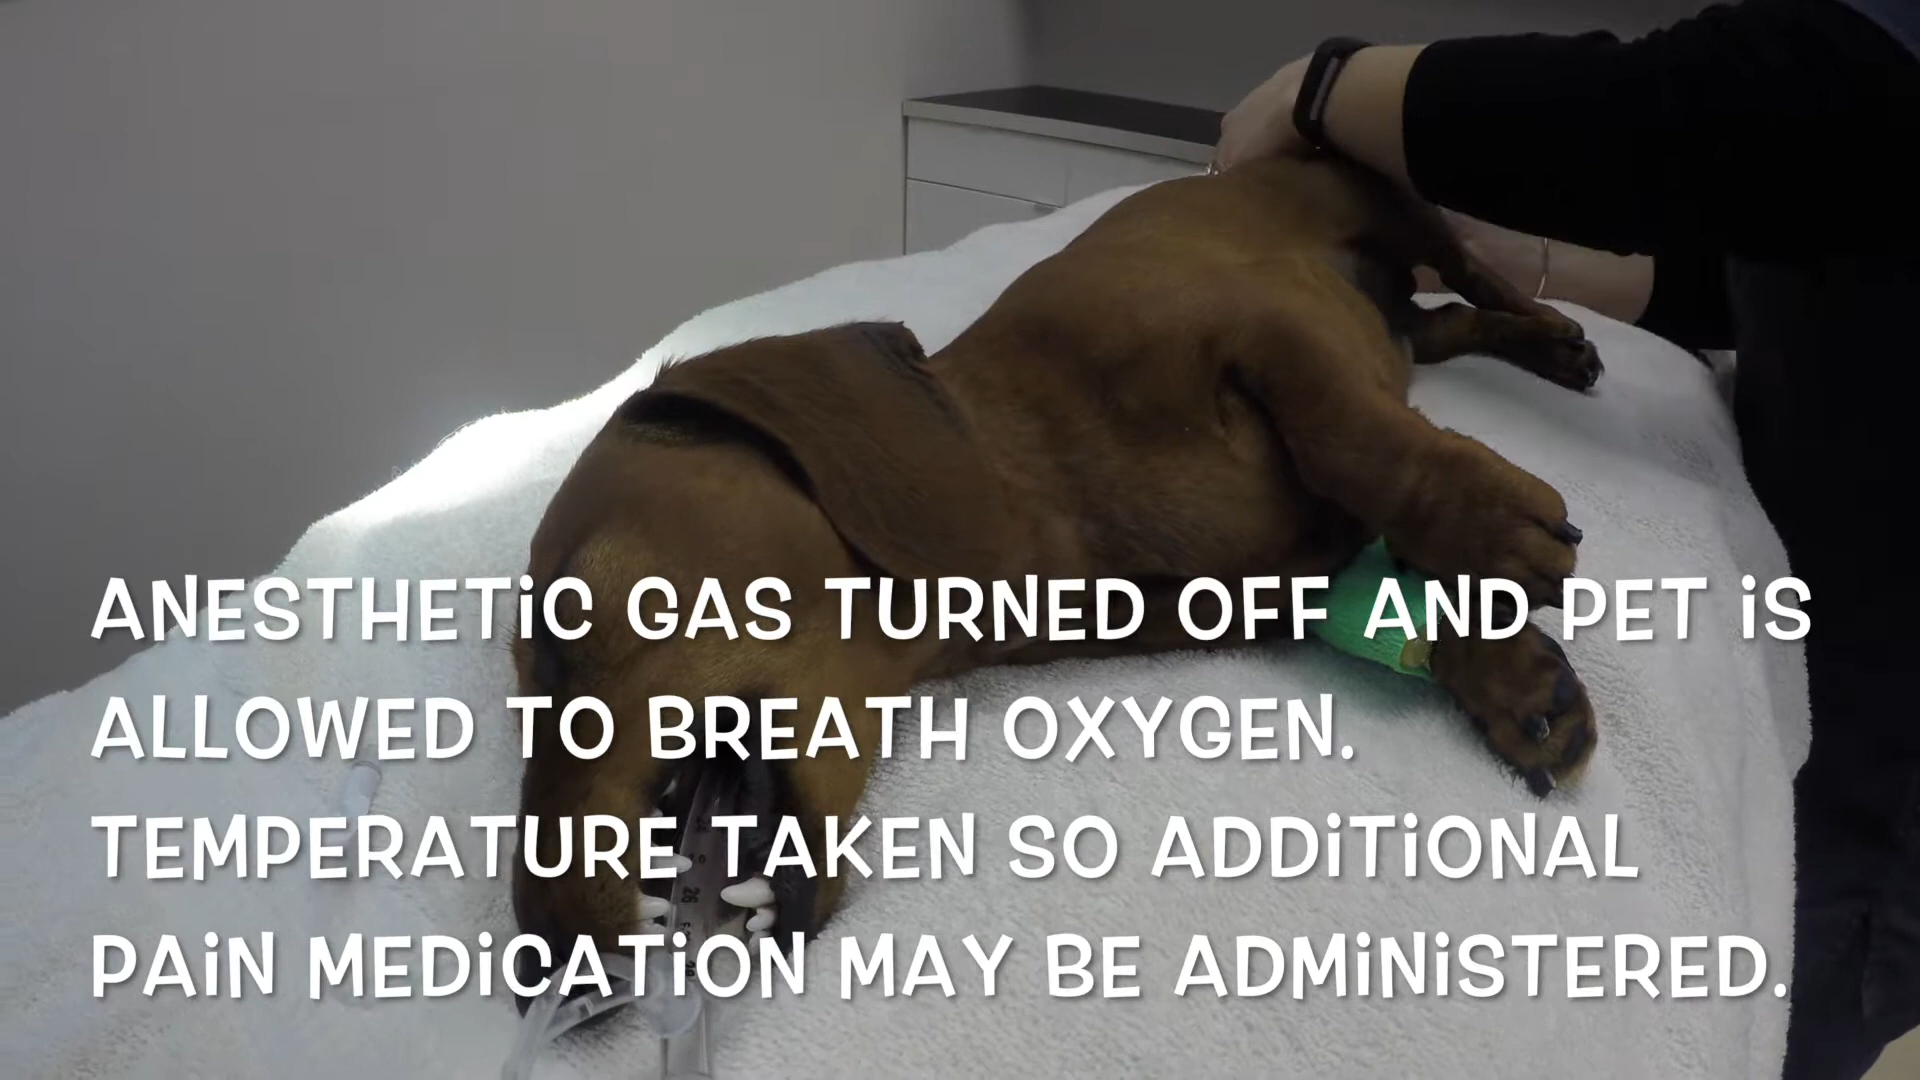 ANESTHETiC GAS TURNED OFF AND PET iS
ALLOWED TO BREATH OXYGEN.
TEMPERATURE TAKEN SO ADDiTiONAL
PAiN MEDiCATiON MAY BE ADMiNiSTERED.
26